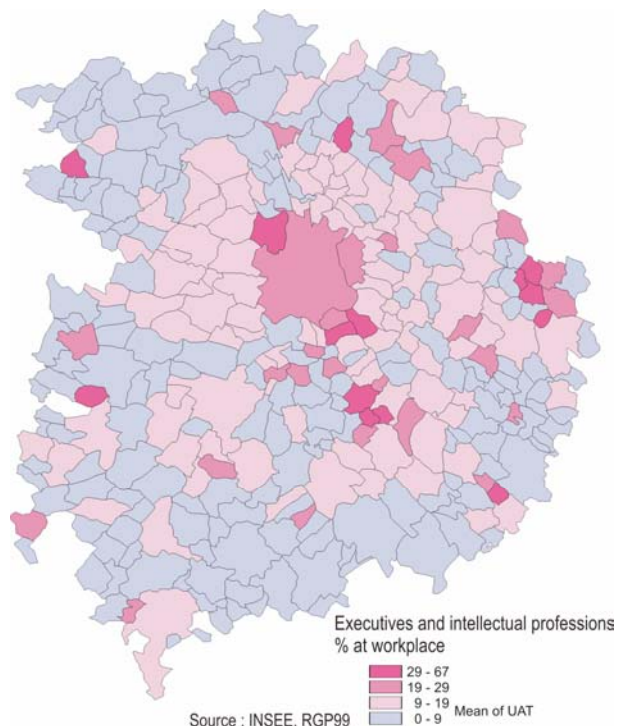 Executives and intellectual professions
% at workplace
29 - 67
19 - 29
9 - 19
Mean of UAT
0 - 9
Source : INSEE, RGP99